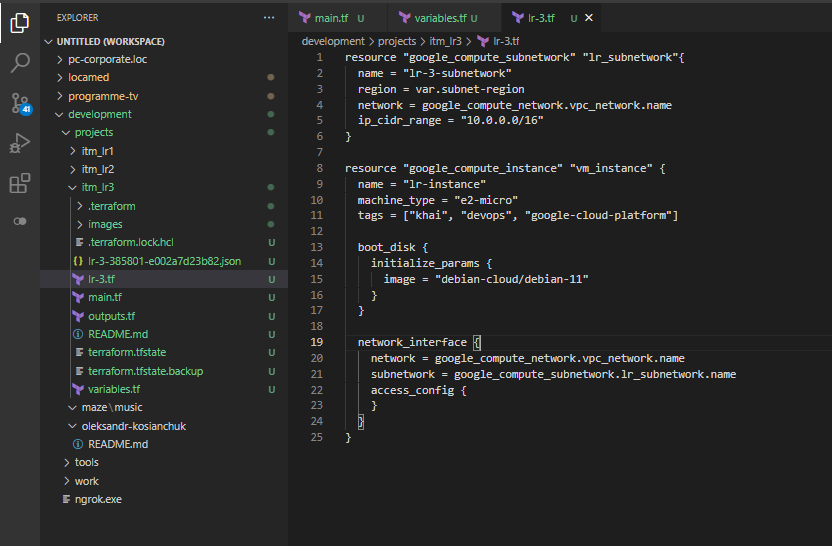 EXPLORER
UNTITLED (WORKSPACE)
pc-corporate.loc
locamed
programme-tv
development
projects
itm_lr1
itm_lr2
itm_lr3
.terraform
images
.terraform.lock.hcl U
lr-3-385801-e002a7d23b82.json U
lr-3.tf U
main.tf U
outputs.tf U
README.md U
terraform.tfstate U
terraform.tfstate.backup U
variables.tf U
maze\music
oleksandr-kosianchuk
README.md
tools
work
ngrok.exe
41
main.tf U variables.tf U lr-3.tf U
development > projects > itm_lr3 > lr-3.tf
1 resource "google_compute_subnetwork" "lr_subnetwork"{
2 name = "lr-3-subnetwork"
3 region = var.subnet-region
4 network = google_compute_network.vpc_network.name
5 ip_cidr_range = "10.0.0.0/16"
6 }
7
8 resource "google_compute_instance" "vm_instance" {
9 name = "lr-instance"
10 machine_type = "e2-micro"
11 tags = ["khai", "devops", "google-cloud-platform"]
12
13 boot_disk {
14 initialize_params {
15 image = "debian-cloud/debian-11"
16 }
17 }
18
19 network_interface {
20 network = google_compute_network.vpc_network.name
21 subnetwork = google_compute_subnetwork.lr_subnetwork.name
22 access_config {
23 }
24 }
25 }